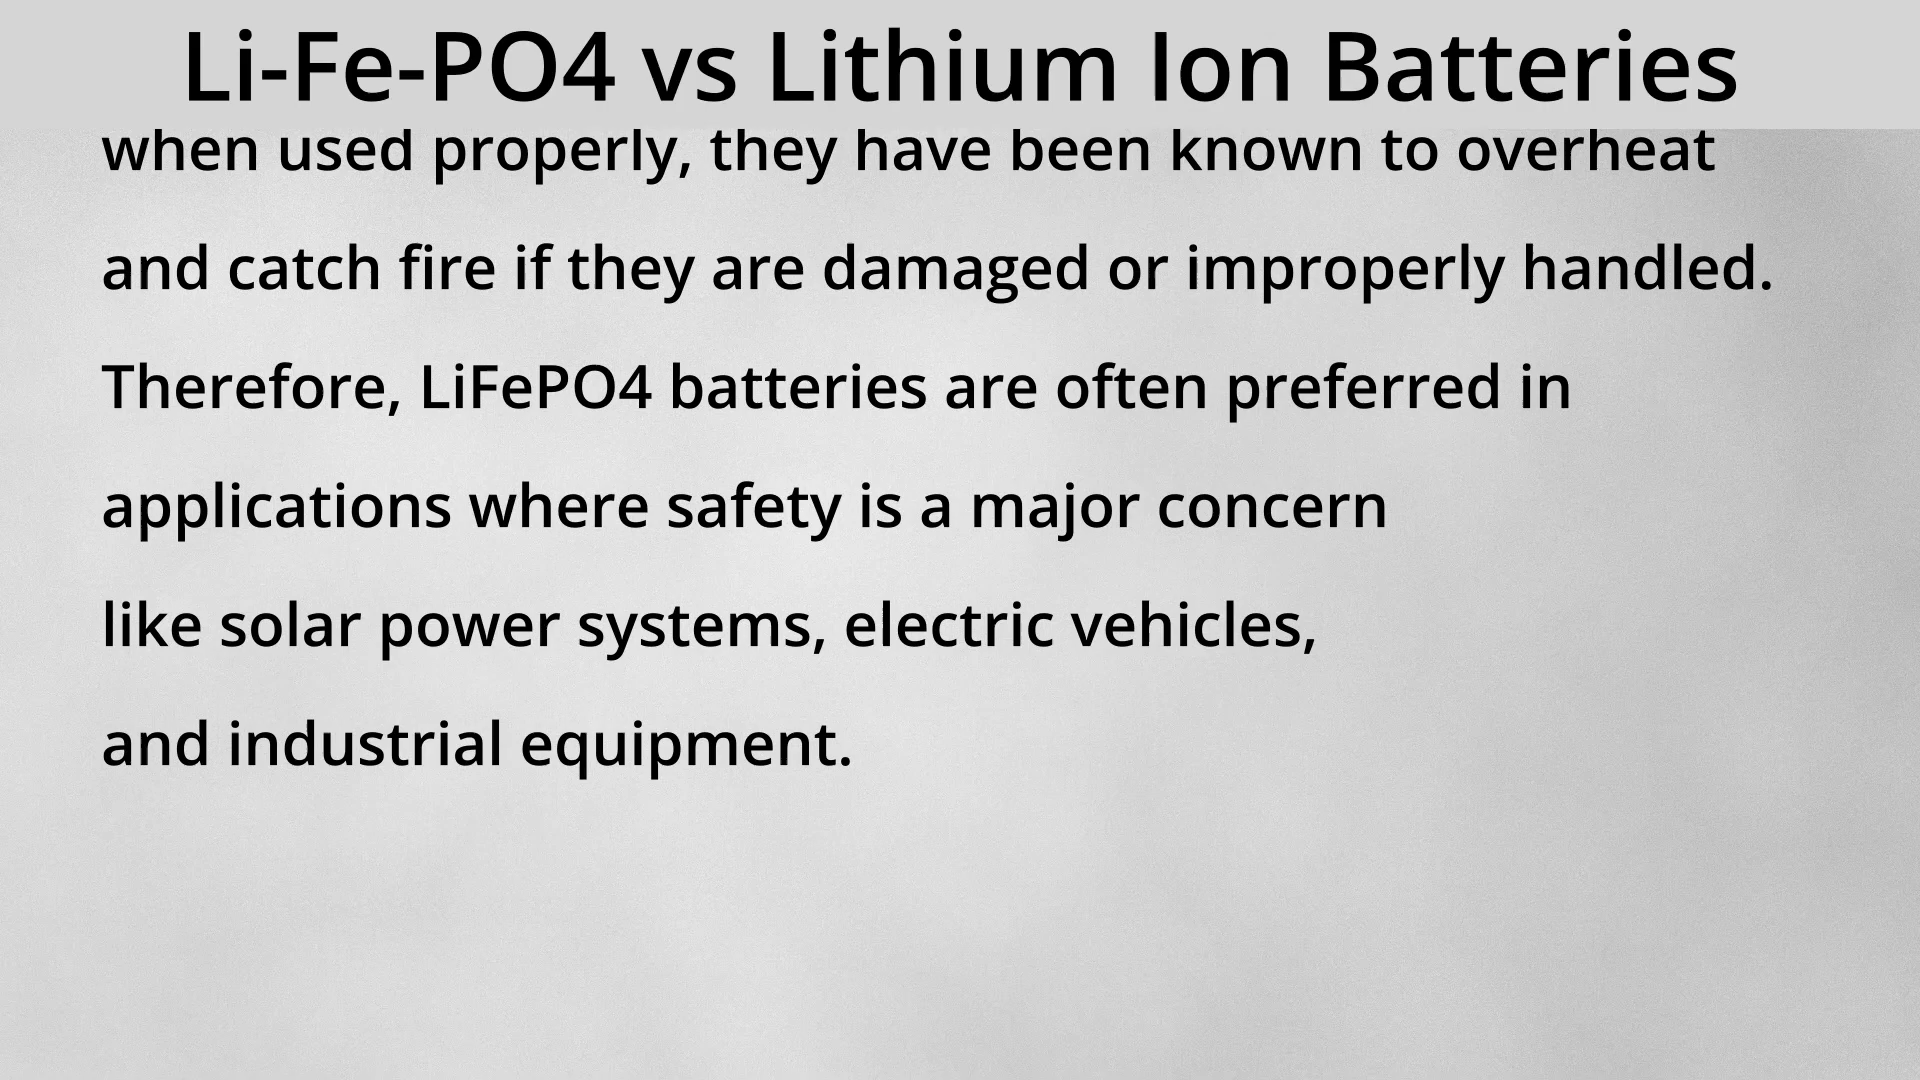 Li-Fe-PO4 vs Lithium Ion Batteries
when used properly, they have been known to overheat
and catch fire if they are damaged or improperly handled.
Therefore, LiFePO4 batteries are often preferred in
applications where safety is a major concern
like solar power systems, electric vehicles,
and industrial equipment.